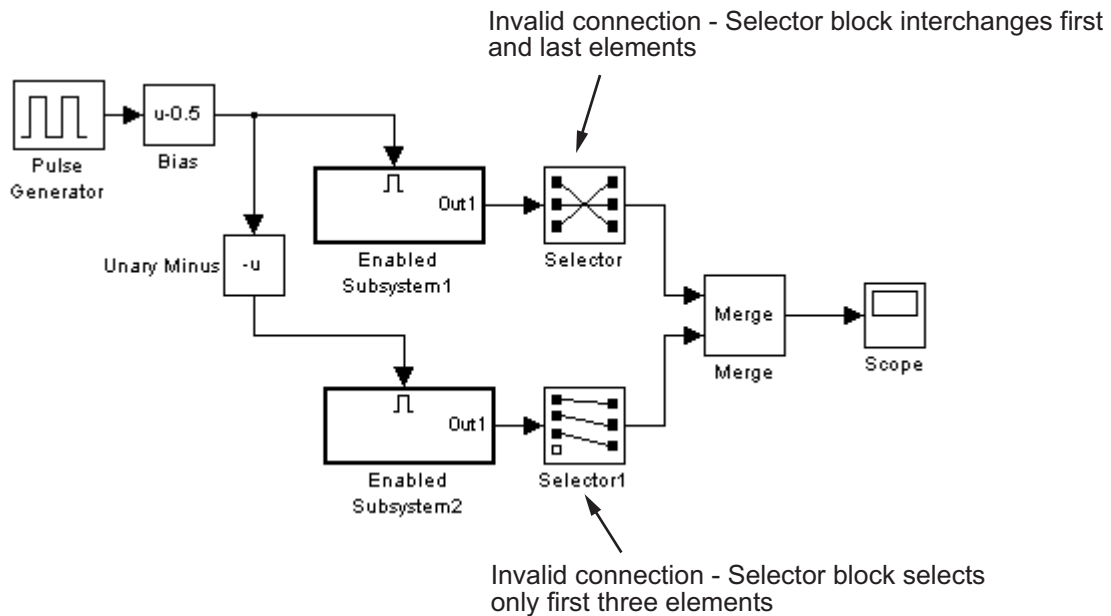 Invalid connection - Selector block interchanges first
and last elements
u-0.5
Pulse
Generator
Bias
Out1
Enabled
Subsystem1
Selector
Unary Minus
-u
Merge
Merge
Scope
Out1
Enabled
Subsystem2
Selector1
Invalid connection - Selector block selects
only first three elements